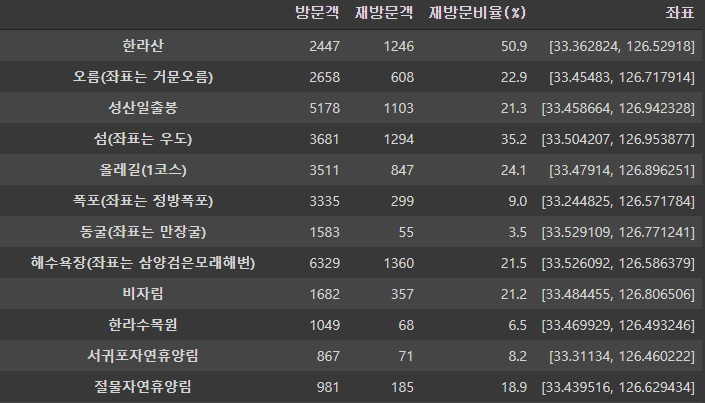 방문객 재방문객 재방문비율(%) 좌표
한라산 2447 1246 50.9 [33.362824, 126.52918]
오름(좌표는 거문오름) 2658 608 22.9 [33.45483, 126.717914]
성산일출봉 5178 1103 21.3 [33.458664, 126.942328]
섬(좌표는 우도) 3681 1294 35.2 [33.504207, 126.953877]
올레길(1코스) 3511 847 24.1 [33.47914, 126.896251]
폭포(좌표는 정방폭포) 3335 299 9.0 [33.244825, 126.571784]
동굴(좌표는 만장굴) 1583 55 3.5 [33.529109, 126.771241]
해수욕장(좌표는 삼양검은모래해변) 6329 1360 21.5 [33.526092, 126.586379]
비자림 1682 357 21.2 [33.484455, 126.806506]
한라수목원 1049 68 6.5 [33.469929, 126.493246]
서귀포자연휴양림 867 71 8.2 [33.31134, 126.460222]
절물자연휴양림 981 185 18.9 [33.439516, 126.629434]